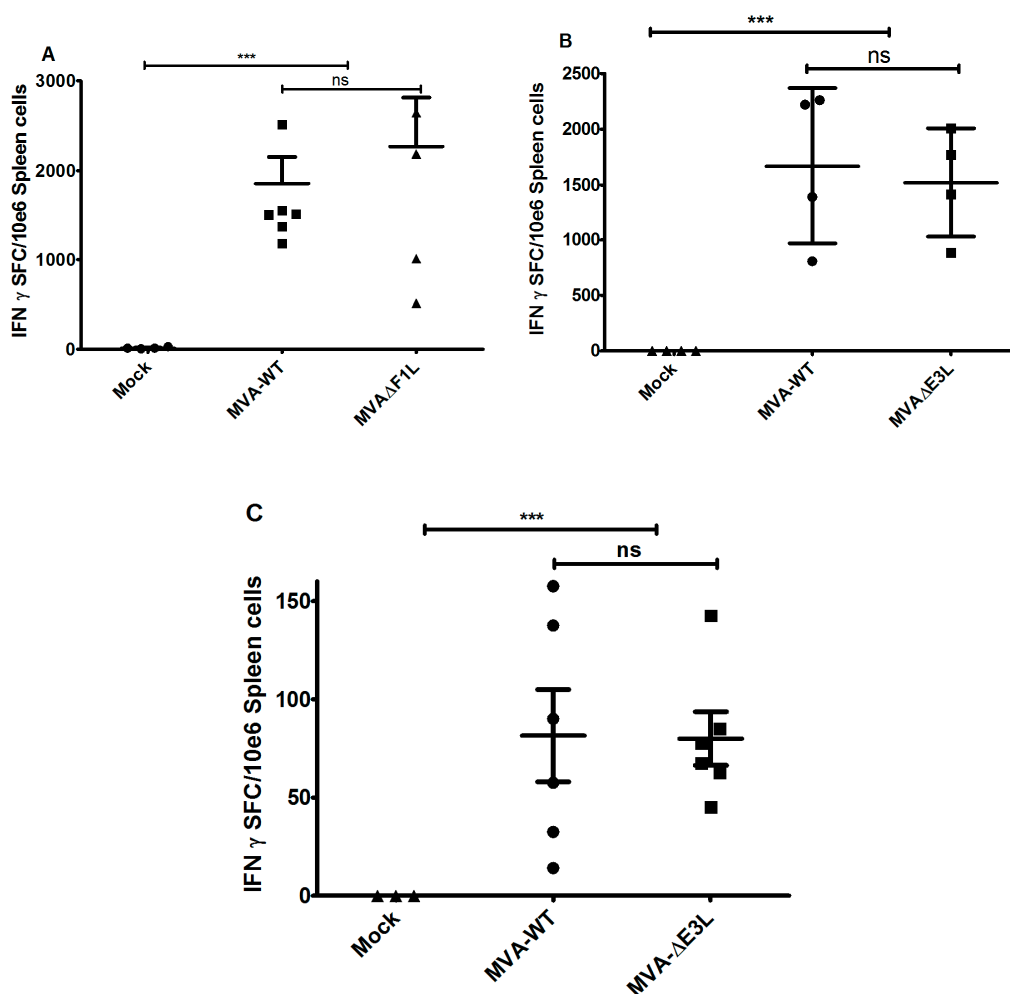 A
***
ns
IFN γ SFC/10e6 Spleen cells
3000
2000
1000
0
Mock
MVA-WT
MVAΔF1L
B
***
ns
IFN γ SFC/10e6 Spleen cells
2500
2000
1500
1000
500
0
Mock
MVA-WT
MVAΔE3L
C
***
ns
IFN γ SFC/10e6 Spleen cells
150
100
50
0
Mock
MVA-WT
MVA-ΔE3L